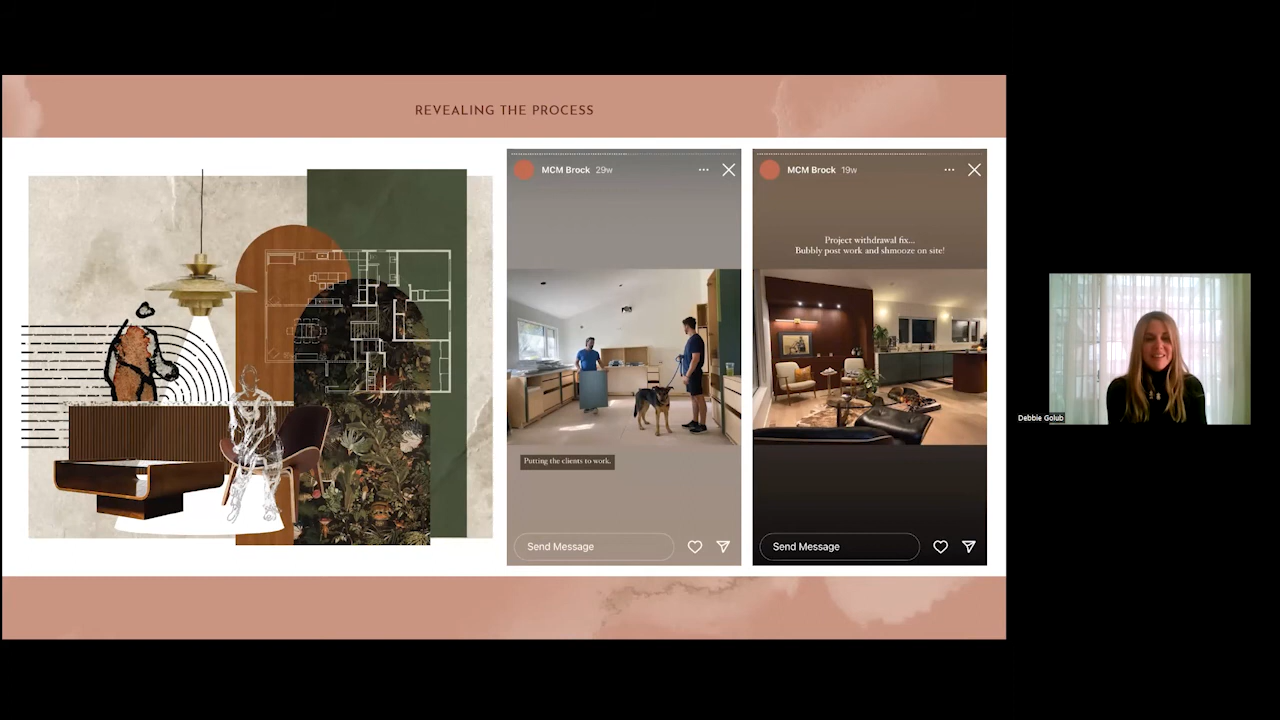 REVEALING THE PROCESS
MCM Brock 29w
Putting the clients to work.
Send Message
MCM Brock 19w
Project withdrawal fix...
Bubbly post work and shmooze on site!
Send Message
Debbie Golub